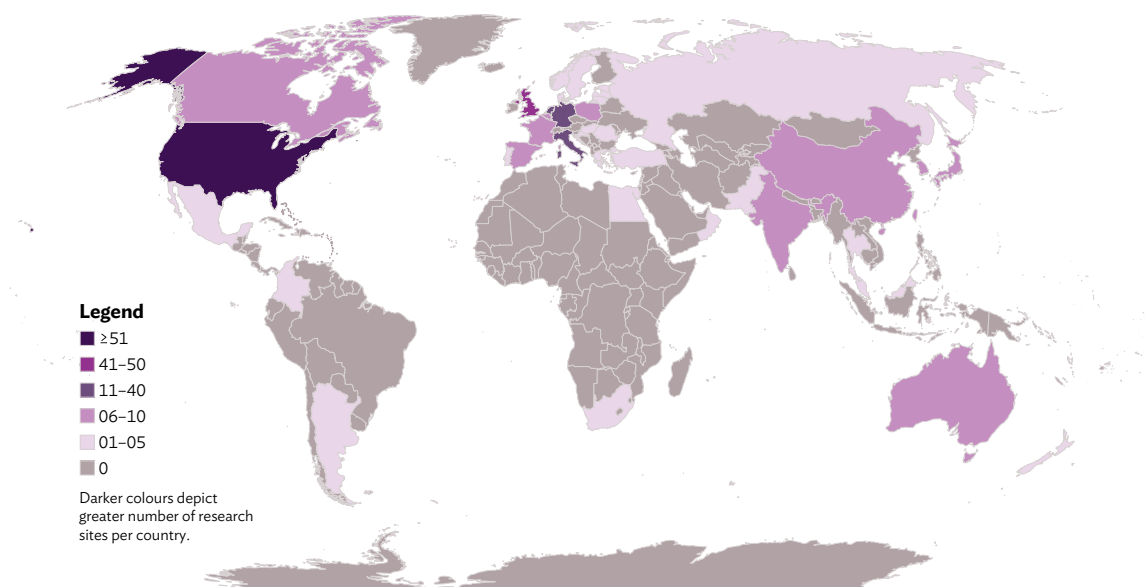 Legend
≥51
41–50
11–40
06–10
01–05
0
Darker colours depict
greater number of research
sites per country.